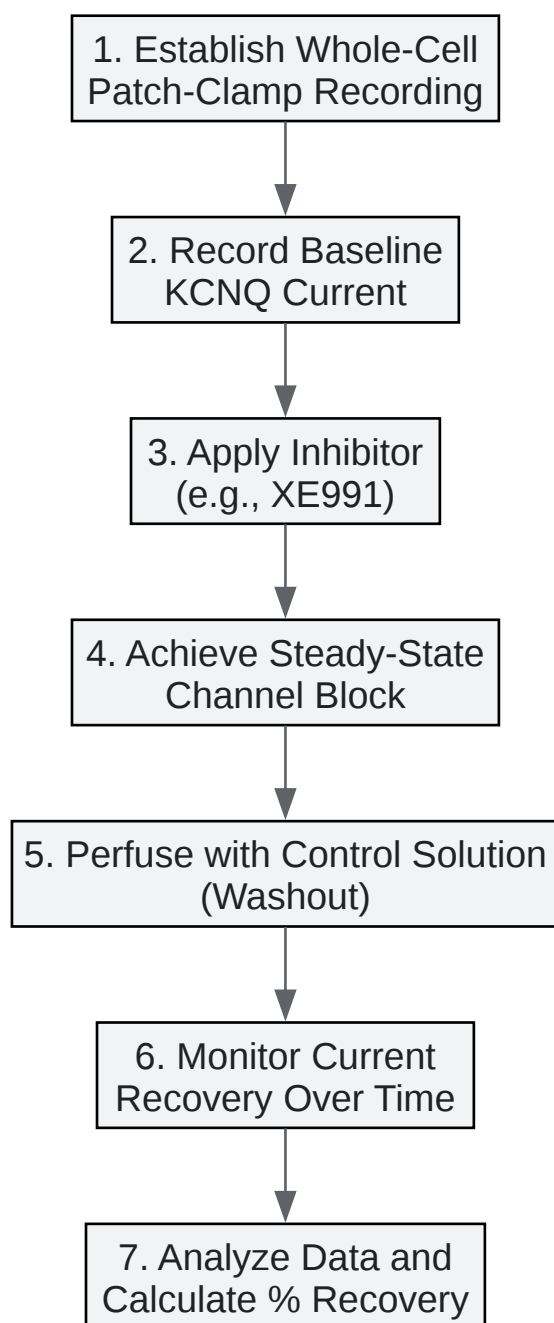 1. Establish Whole-Cell
Patch-Clamp Recording
2. Record Baseline
KCNQ Current
3. Apply Inhibitor
(e.g., XE991)
4. Achieve Steady-State
Channel Block
5. Perfuse with Control Solution
(Washout)
6. Monitor Current
Recovery Over Time
7. Analyze Data and
Calculate % Recovery